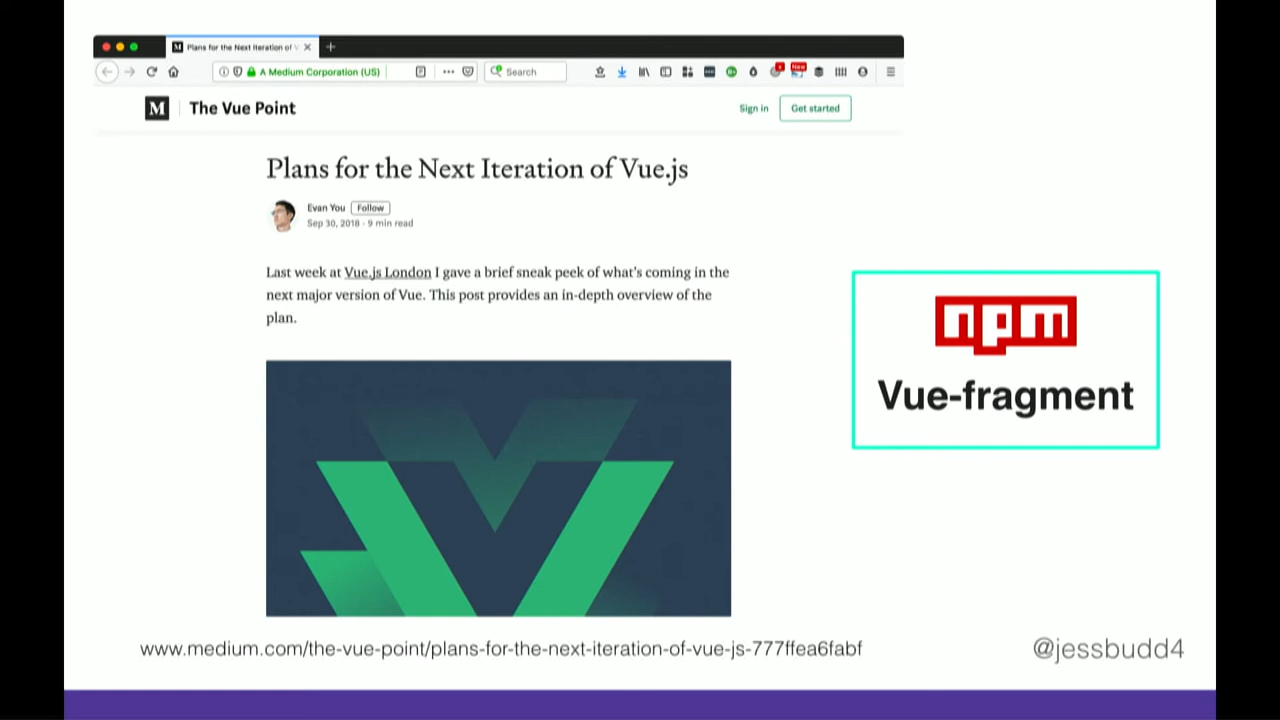 Plans for the Next Iteration of V
A Medium Corporation (US)
Search
New
M
The Vue Point
Sign in
Get started
Plans for the Next Iteration of Vue.js
Evan You
Follow
Sep 30, 2018 · 9 min read
Last week at Vue.js London I gave a brief sneak peek of what's coming in the
next major version of Vue. This post provides an in-depth overview of the
plan.
npm
Vue-fragment
www.medium.com/the-vue-point/plans-for-the-next-iteration-of-vue-js-777ffea6fabf
@jessbudd4